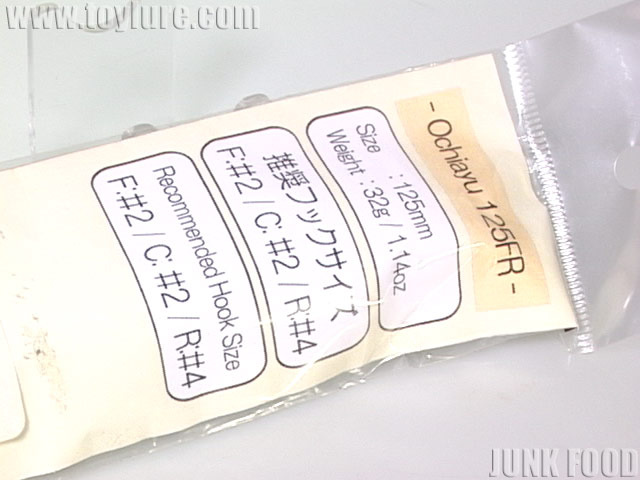 www.toylure.com
- Ochiayu 125FR -
Size : 125mm
Weight : 32g / 1.14oz
推奨フックサイズ
F:#2 / C:#2 / R:#4
Recommended Hook Size
F:#2 / C:#2 / R:#4
JUNK FOOD